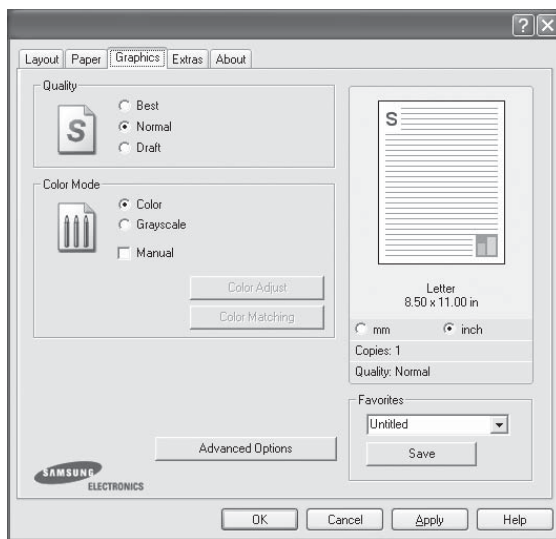 Layout Paper Graphics Extras About
Quality
S
Best
Normal
Draft
Color Mode
Color
Grayscale
Manual
Color Adjust
Color Matching
Advanced Options
SAMSUNG
ELECTRONICS
S
Letter
8.50 x 11.00 in
mm inch
Copies: 1
Quality: Normal
Favorites
Untitled
Save
OK Cancel Apply Help